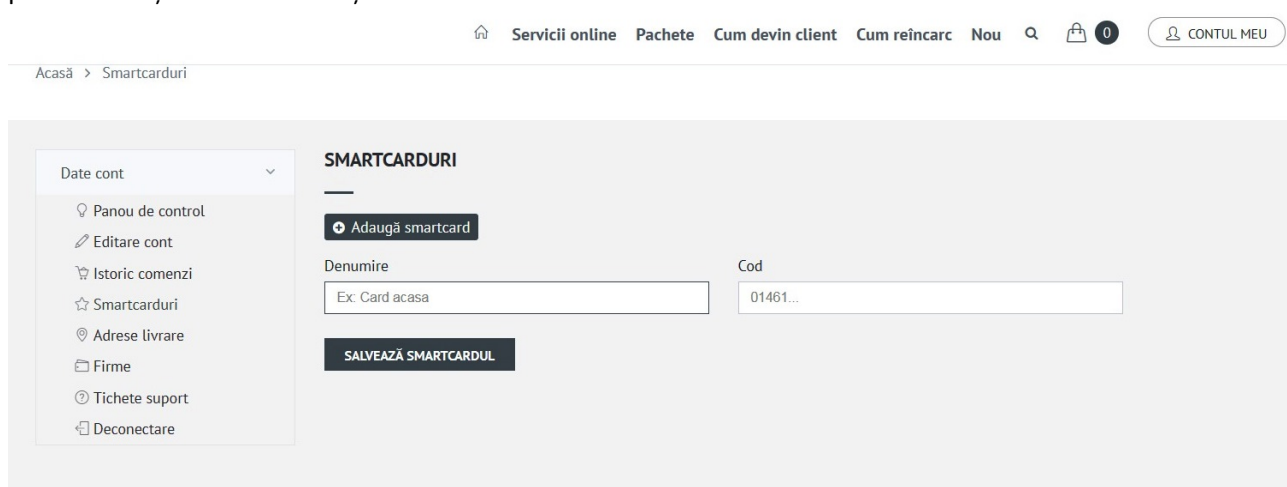 Servicii online Pachete Cum devin client Cum reîncarc Nou 0 CONTUL MEU
Acasă > Smartcarduri
Date cont
Panou de control
Editare cont
Istoric comenzi
Smartcarduri
Adrese livrare
Firme
Tichete suport
Deconectare
SMARTCARDURI
Adaugă smartcard
Denumire Cod
Ex: Card acasa 01461...
SALVEAZĂ SMARTCARDUL